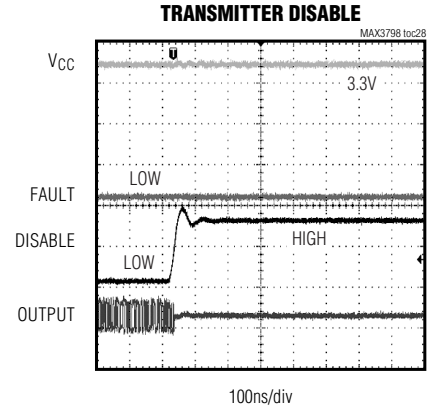 TRANSMITTER DISABLE
MAX3798 toc28
VCC
T
3.3V
LOW
FAULT
DISABLE
HIGH
LOW
OUTPUT
100ns/div